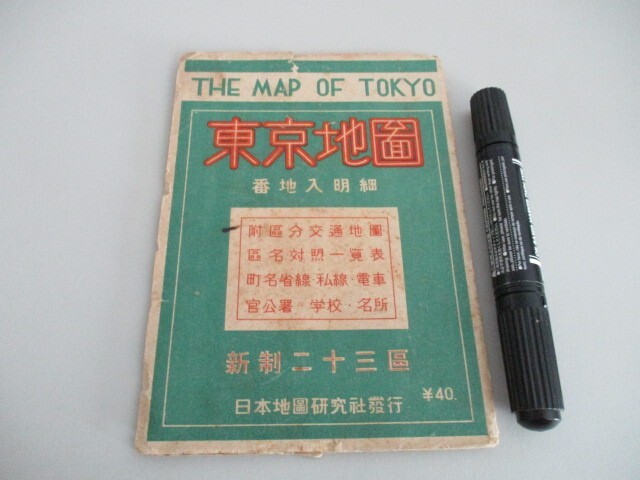 THE MAP OF TOKYO
東京地圖
番地入明細
附區分交通地圖
區名対照一覧表
町名省線・私線・電車
官公署 学校・名所
新制二十三區
日本地圖研究社發行
¥40.